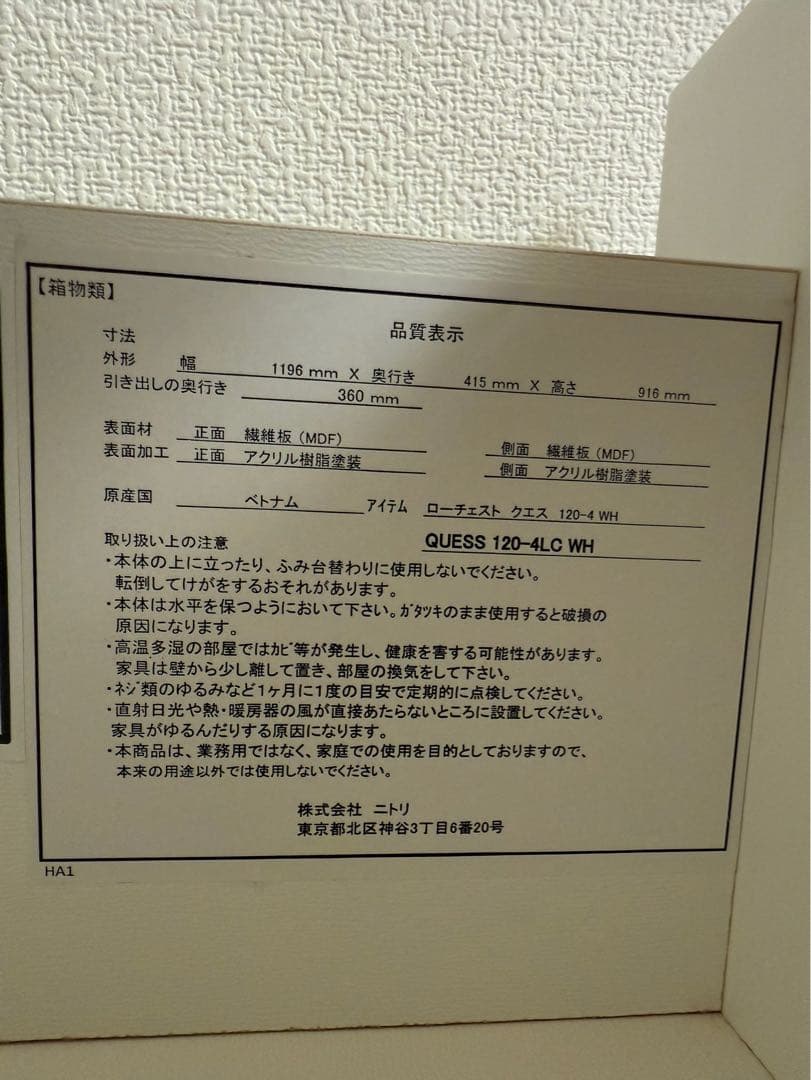 【箱物類】
品質表示
寸法
外形 幅 1196 mm X 奥行き 415 mm X 高さ 916 mm
引き出しの奥行き 360 mm
表面材 正面 繊維板(MDF) 側面 繊維板(MDF)
表面加工 正面 アクリル樹脂塗装 側面 アクリル樹脂塗装
原産国 ベトナム ｱｲﾃﾑ ローチェスト クエス 120-4 WH
取り扱い上の注意 QUESS 120-4LC WH
・本体の上に立ったり、ふみ台替わりに使用しないでください。
転倒してけがをするおそれがあります。
・本体は水平を保つようにおいて下さい。ｶﾞﾀﾂｷのまま使用すると破損の
原因になります。
・高温多湿の部屋ではｶﾋﾞ等が発生し、健康を害する可能性があります。
家具は壁から少し離して置き、部屋の換気をして下さい。
・ﾈｼﾞ類のゆるみなど1ヶ月に1度の目安で定期的に点検してください。
・直射日光や熱・暖房器の風が直接あたらないところに設置してください。
家具がゆるんだりする原因になります。
・本商品は、業務用ではなく、家庭での使用を目的としておりますので、
本来の用途以外では使用しないでください。
株式会社 ニトリ
東京都北区神谷3丁目6番20号
HA1